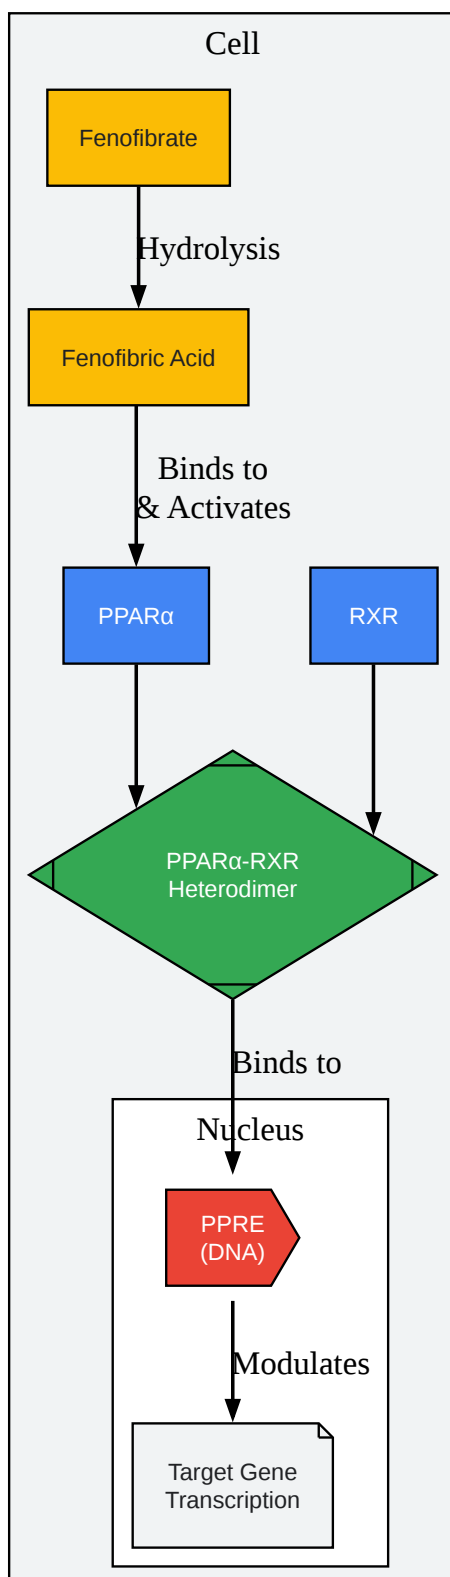 Cell
Fenofibrate
Hydrolysis
Fenofibric Acid
Binds to
& Activates
PPARα
RXR
PPARα-RXR
Heterodimer
Binds to
Nucleus
PPRE
(DNA)
Modulates
Target Gene
Transcription